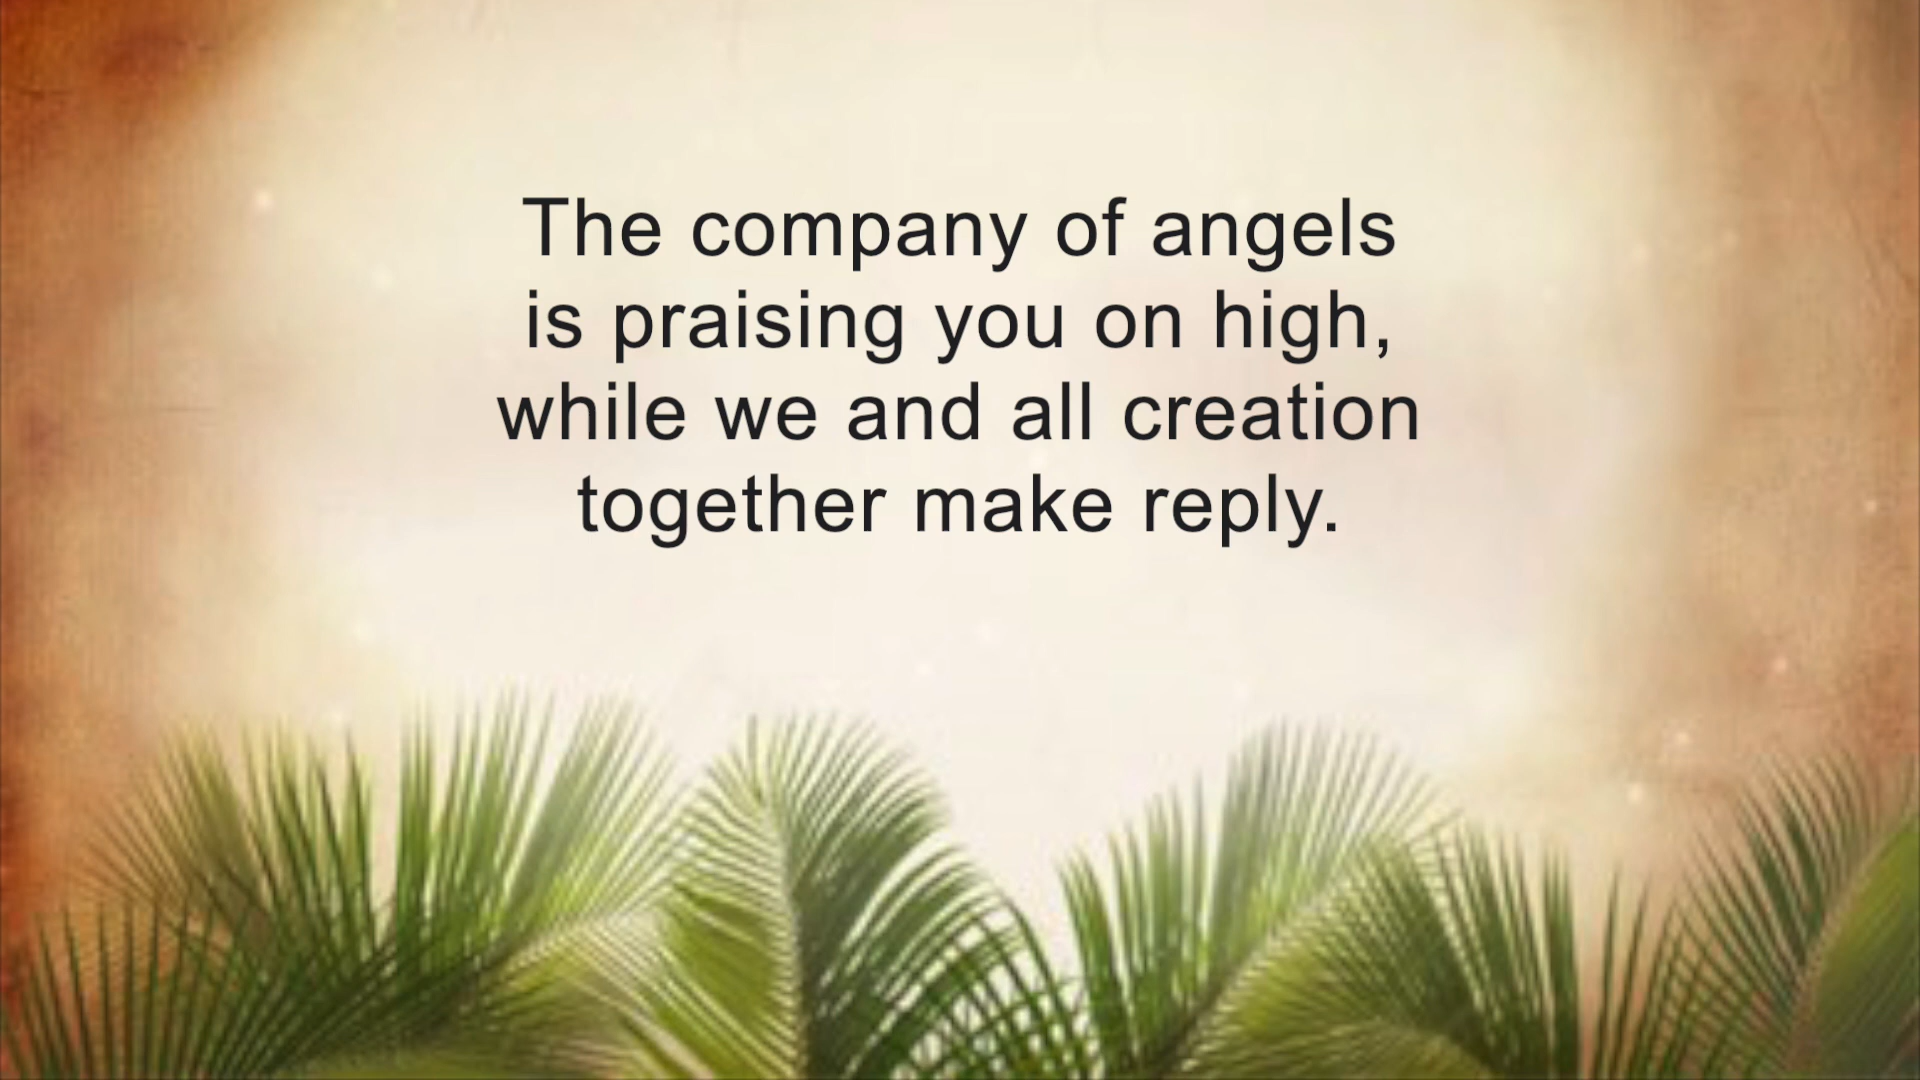 The company of angels
is praising you on high,
while we and all creation
together make reply.